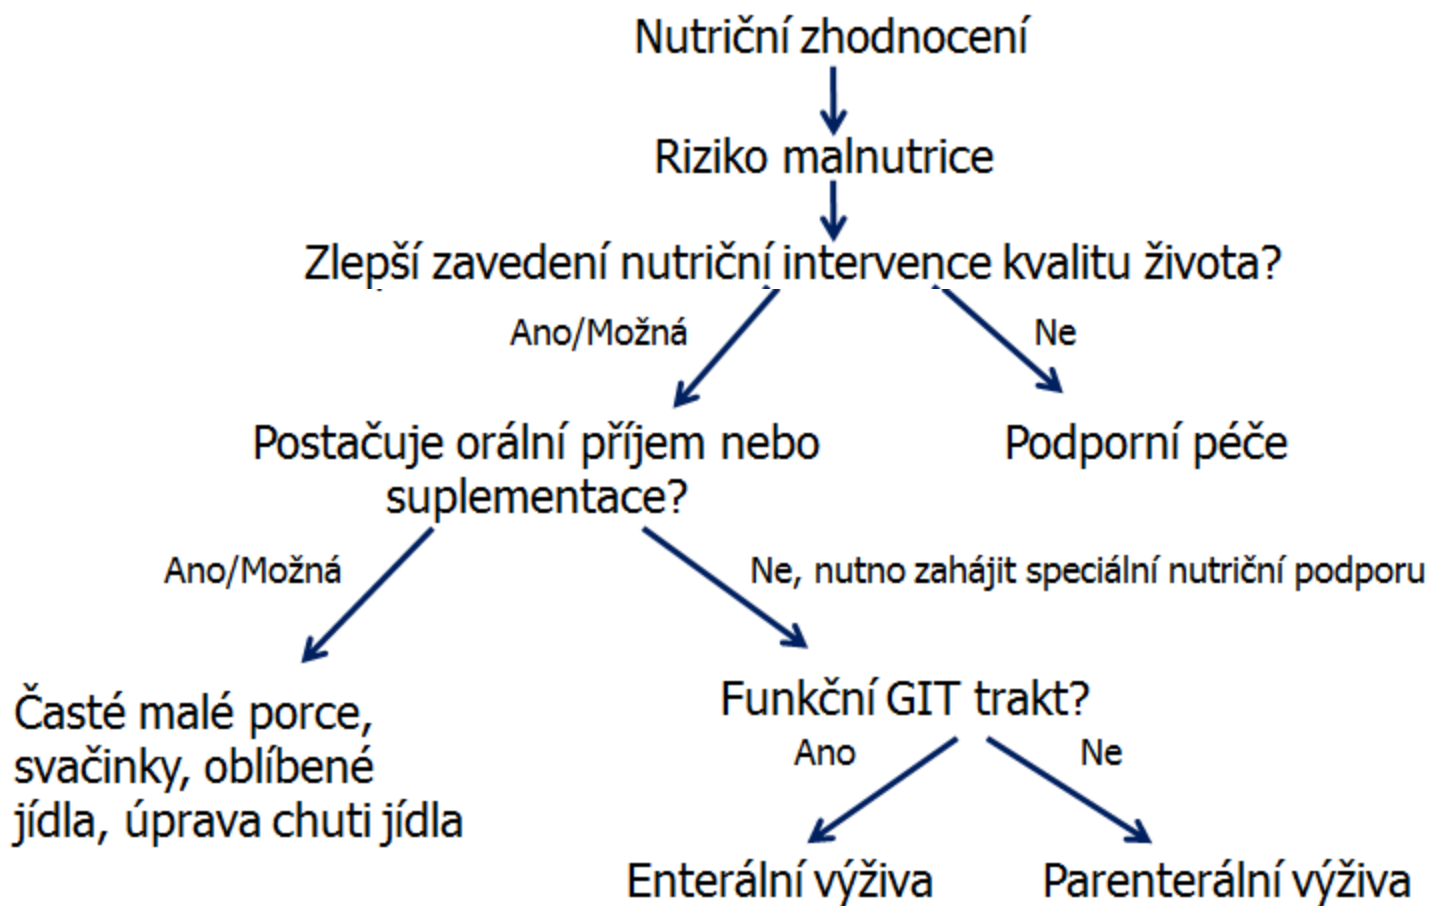 Nutriční zhodnocení
Riziko malnutrice
Zlepší zavedení nutriční intervence kvalitu života?
Ano/Možná
Ne
Postačuje orální příjem nebo
suplementace?
Podporní péče
Ano/Možná
Ne, nutno zahájit speciální nutriční podporu
Časté malé porce,
svačinky, oblíbené
jídla, úprava chuti jídla
Funkční GIT trakt?
Ano
Ne
Enterální výživa
Parenterální výživa